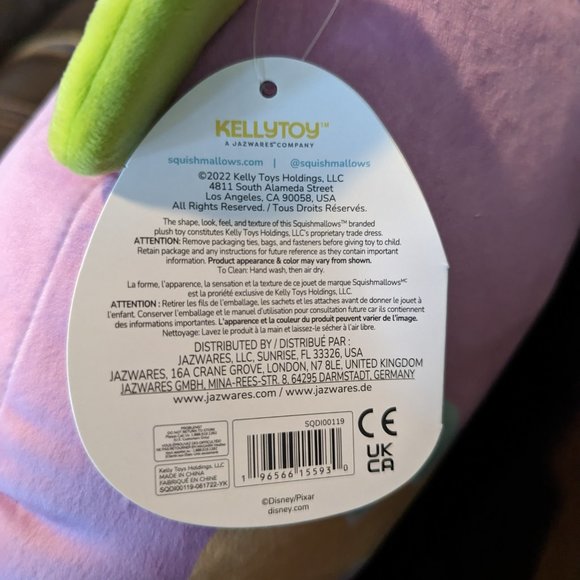 KELLYTOY™
A JAZWARES® COMPANY
squishmallows.com | @squishmallows
©2022 Kelly Toys Holdings, LLC
4811 South Alameda Street
Los Angeles, CA 90058, USA
All Rights Reserved. / Tous Droits Réservés.
The shape, look, feel, and texture of this Squishmallows™ branded
plush toy constitutes Kelly Toys Holdings, LLC's proprietary trade dress.
ATTENTION: Remove packaging ties, bags, and fasteners before giving toy to child.
Retain package and any instructions for future reference as they contain important
information. Product appearance & color may vary from shown.
To Clean: Hand wash, then air dry.
La forme, l'apparence, la sensation et la texture de ce jouet de marque Squishmallowsᴹᶜ
est la propriété exclusive de Kelly Toys Holdings, LLC.
ATTENTION : Retirer les fils de l'emballage, les sachets et les attaches avant de donner le jouet à
l'enfant. Conserver l'emballage et le manuel d'utilisation pour consultation future car ils contiennent
des informations importantes. L'apparence et la couleur du produit peuvent varier de l'image.
Nettoyage: Lavez le produit à la main et laissez-le sécher à l'air libre.
DISTRIBUTED BY / DISTRIBUÉ PAR :
JAZWARES, LLC, SUNRISE, FL 33326, USA
JAZWARES, 16A CRANE GROVE, LONDON, N7 8LE, UNITED KINGDOM
JAZWARES GMBH, MINA-REES-STR. 8, 64295 DARMSTADT, GERMANY
www.jazwares.com / www.jazwares.de
PROBLEMS?
DO NOT RETURN TO STORE
Kelly Toys Holdings, LLC
MADE IN CHINA
FABRIQUÉ EN CHINE
SQDI00119-061722-YK
SQDI00119
1 96566 15593 0
CE
UK
CA
©Disney/Pixar
disney.com